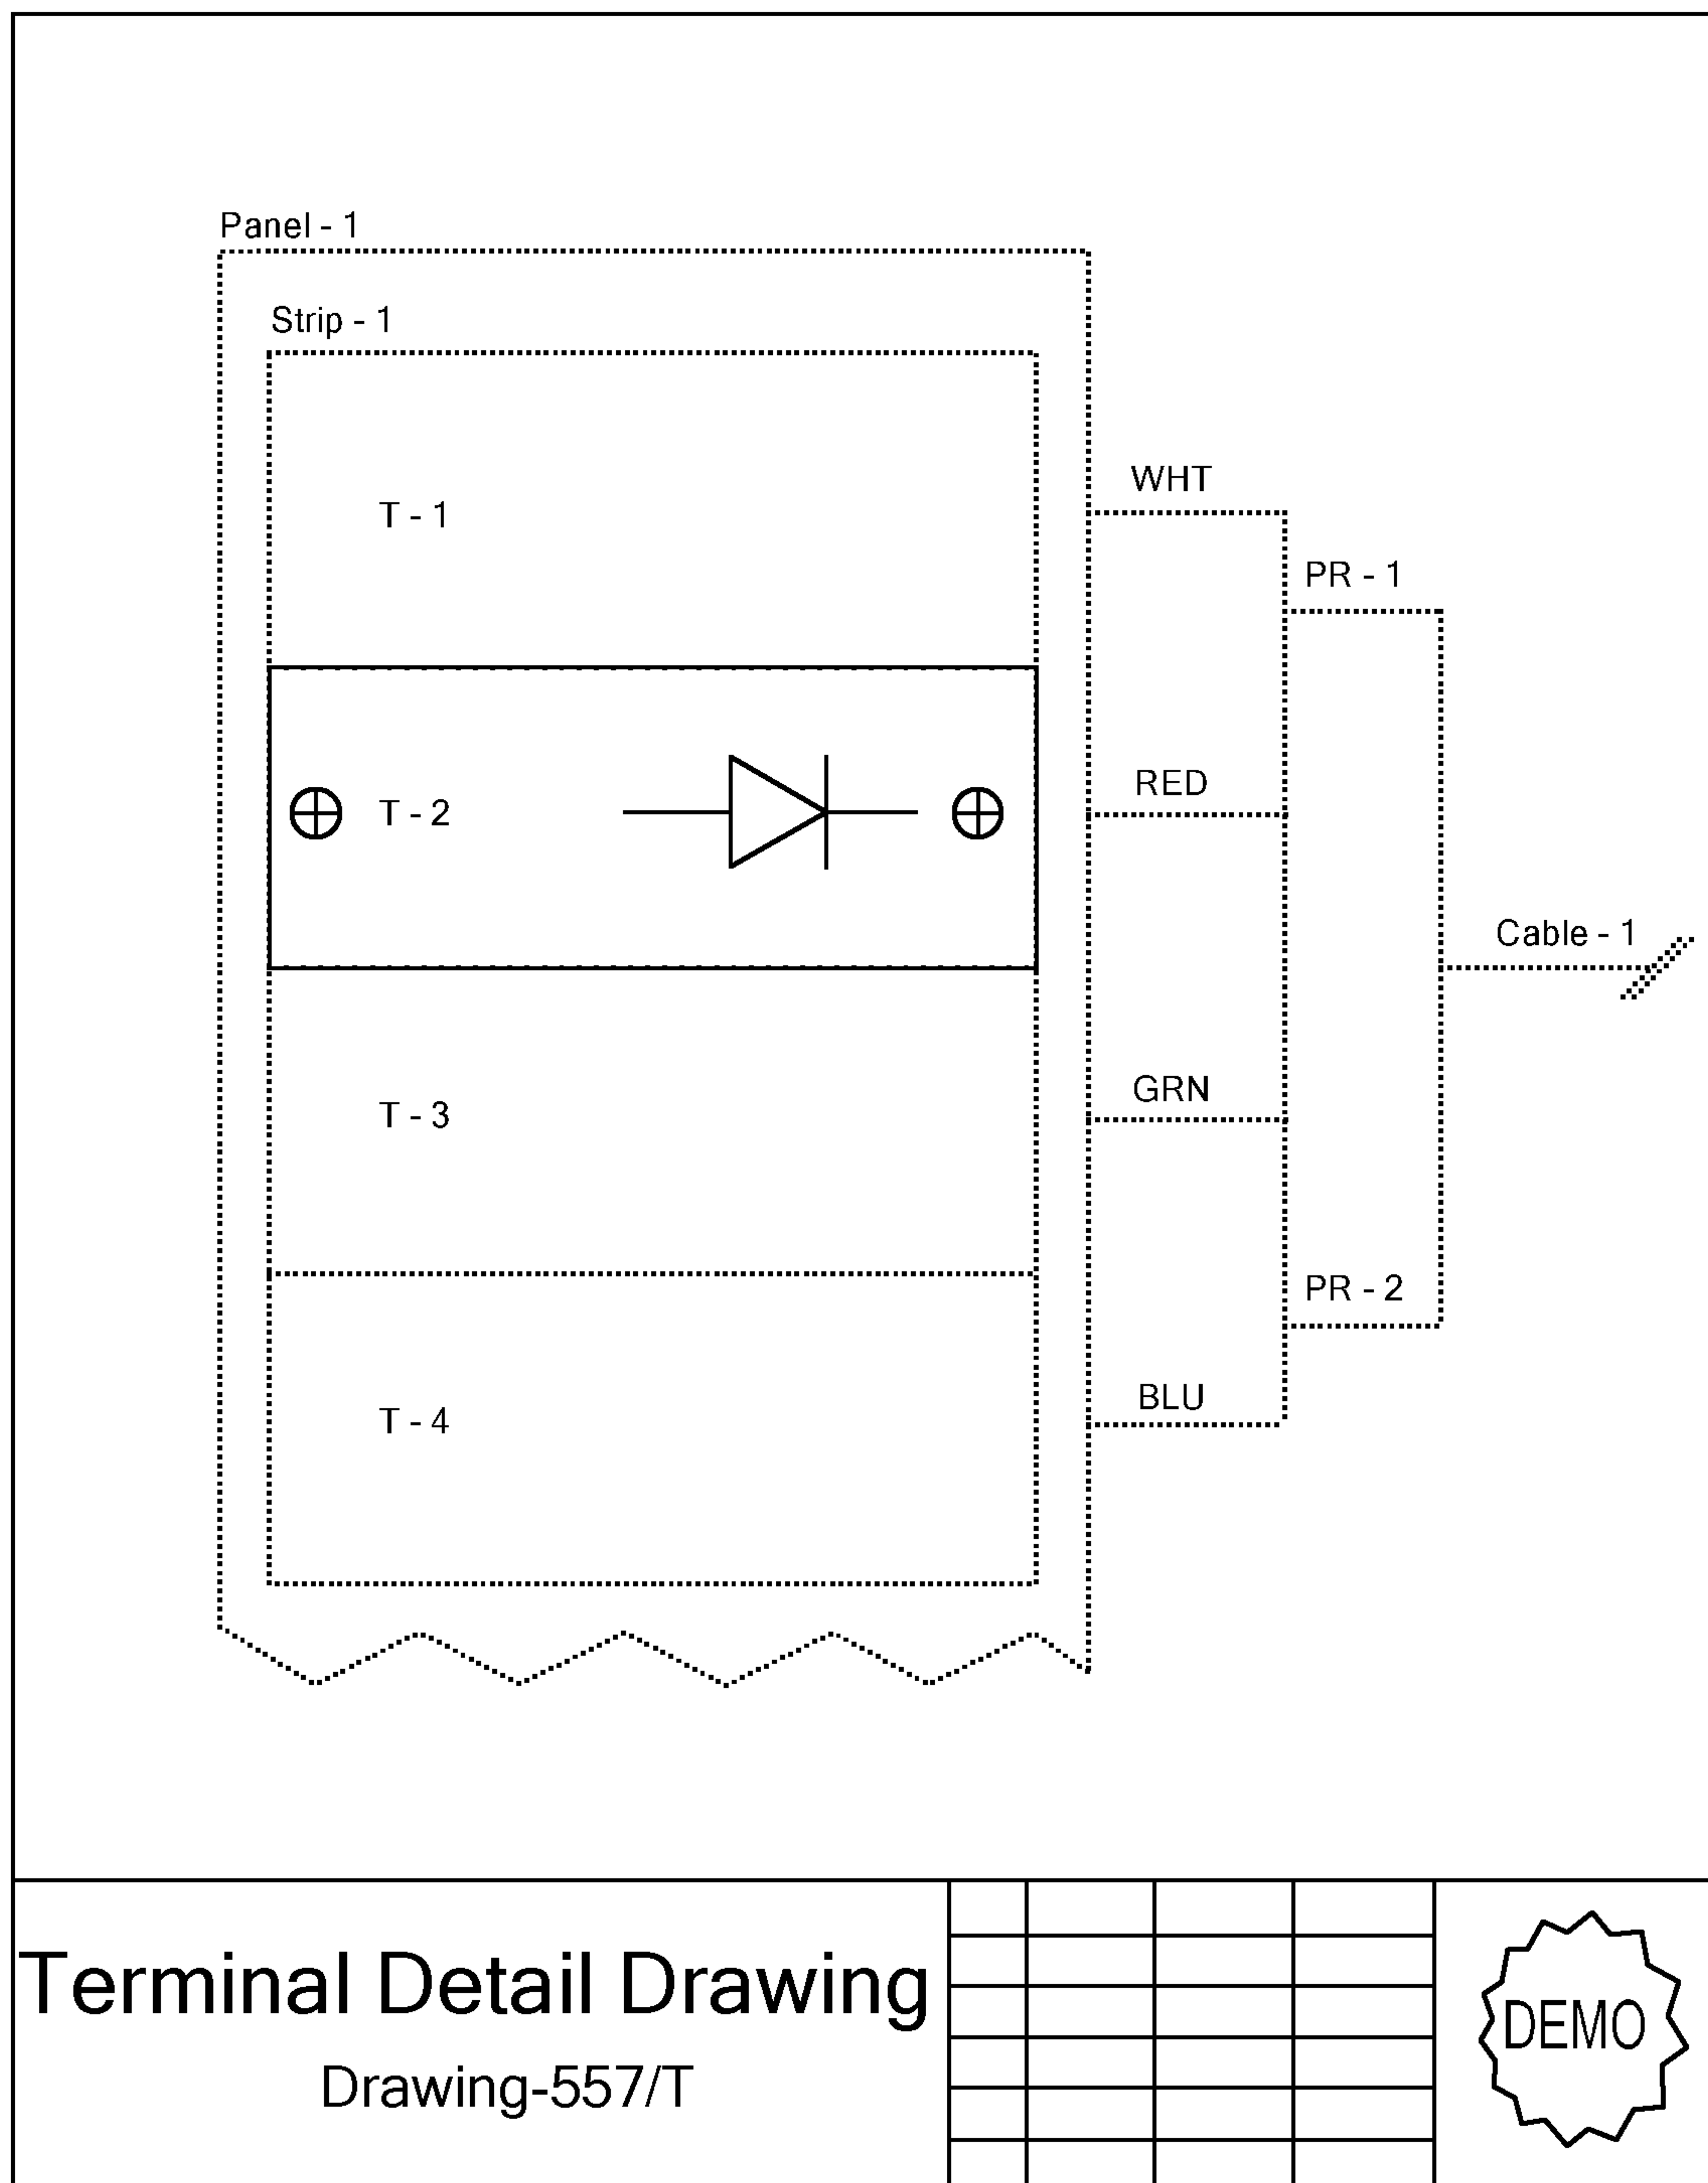 Panel - 1
Strip - 1
WHT
T - 1
PR - 1
RED
T - 2
Cable - 1
GRN
T - 3
PR - 2
BLU
T - 4
Terminal Detail Drawing
DEMO
Drawing-557/T